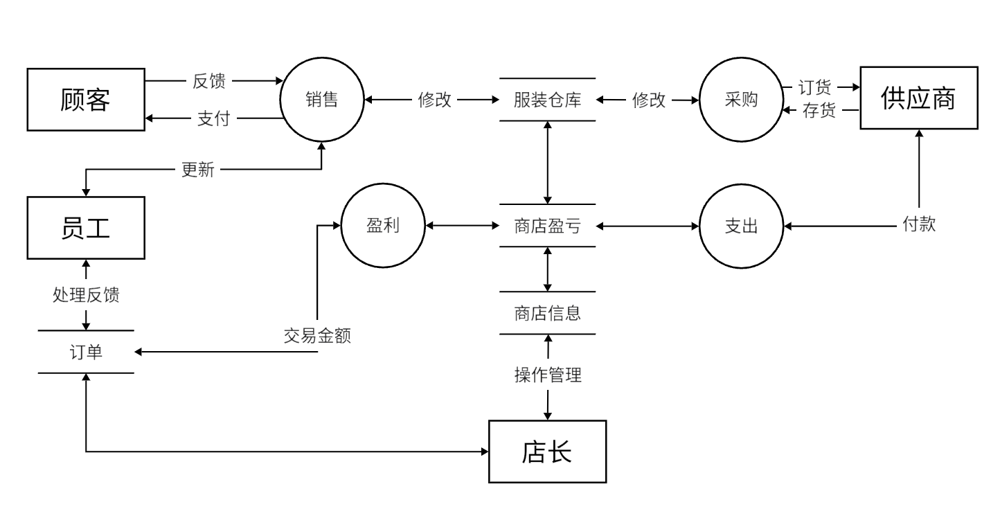 顾客
反馈
支付
销售
修改
服装仓库
修改
采购
订货
存货
供应商
更新
员工
盈利
商店盈亏
支出
付款
处理反馈
订单
交易金额
商店信息
操作管理
店长